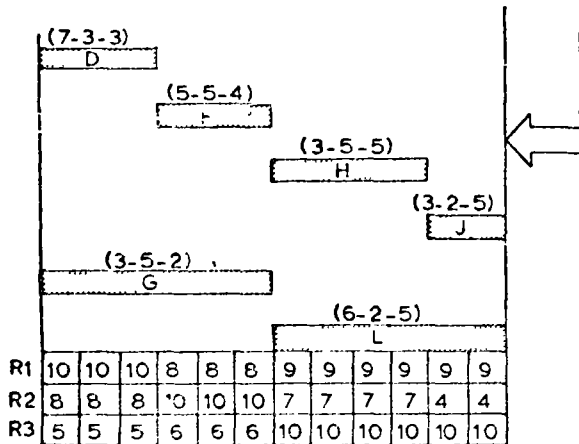 (7-3-3)
D
(5-5-4)
(3-5-5)
H
(3-2-5)
J
(3-5-2)
G
(6-2-5)
L
R1 10 10 10 8 8 8 9 9 9 9 9 9
R2 8 8 8 10 10 10 7 7 7 7 4 4
R3 5 5 5 6 6 6 10 10 10 10 10 10